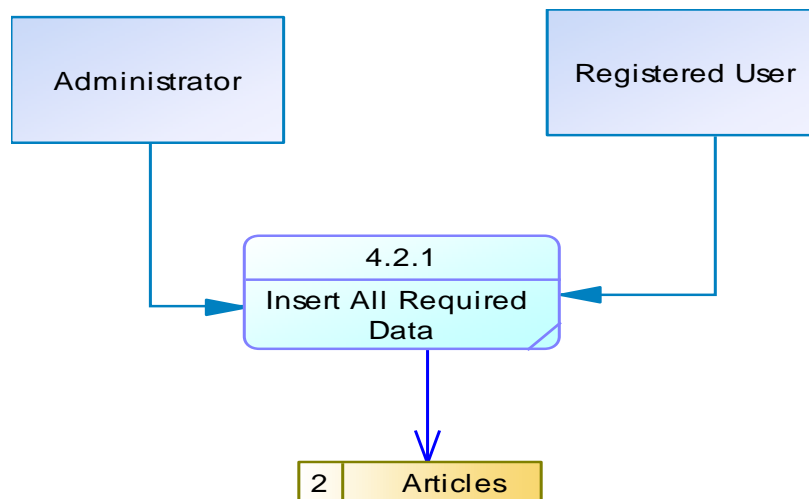 Administrator
Registered User
4.2.1
Insert All Required
Data
2 Articles